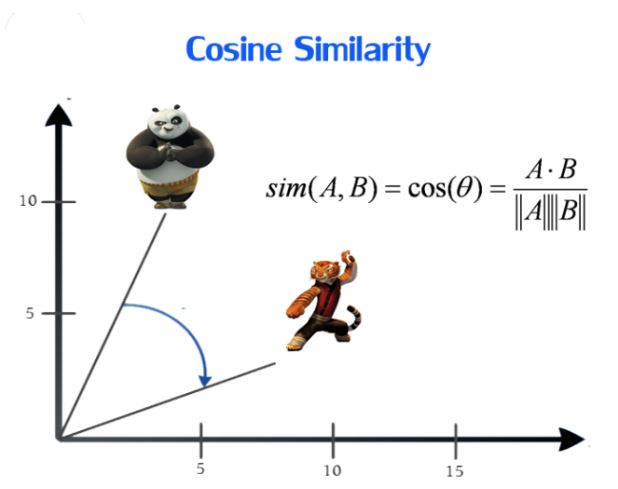 Cosine Similarity
sim(A, B) = cos(θ) = A · B / ||A||||B||
10
5
5 10 15